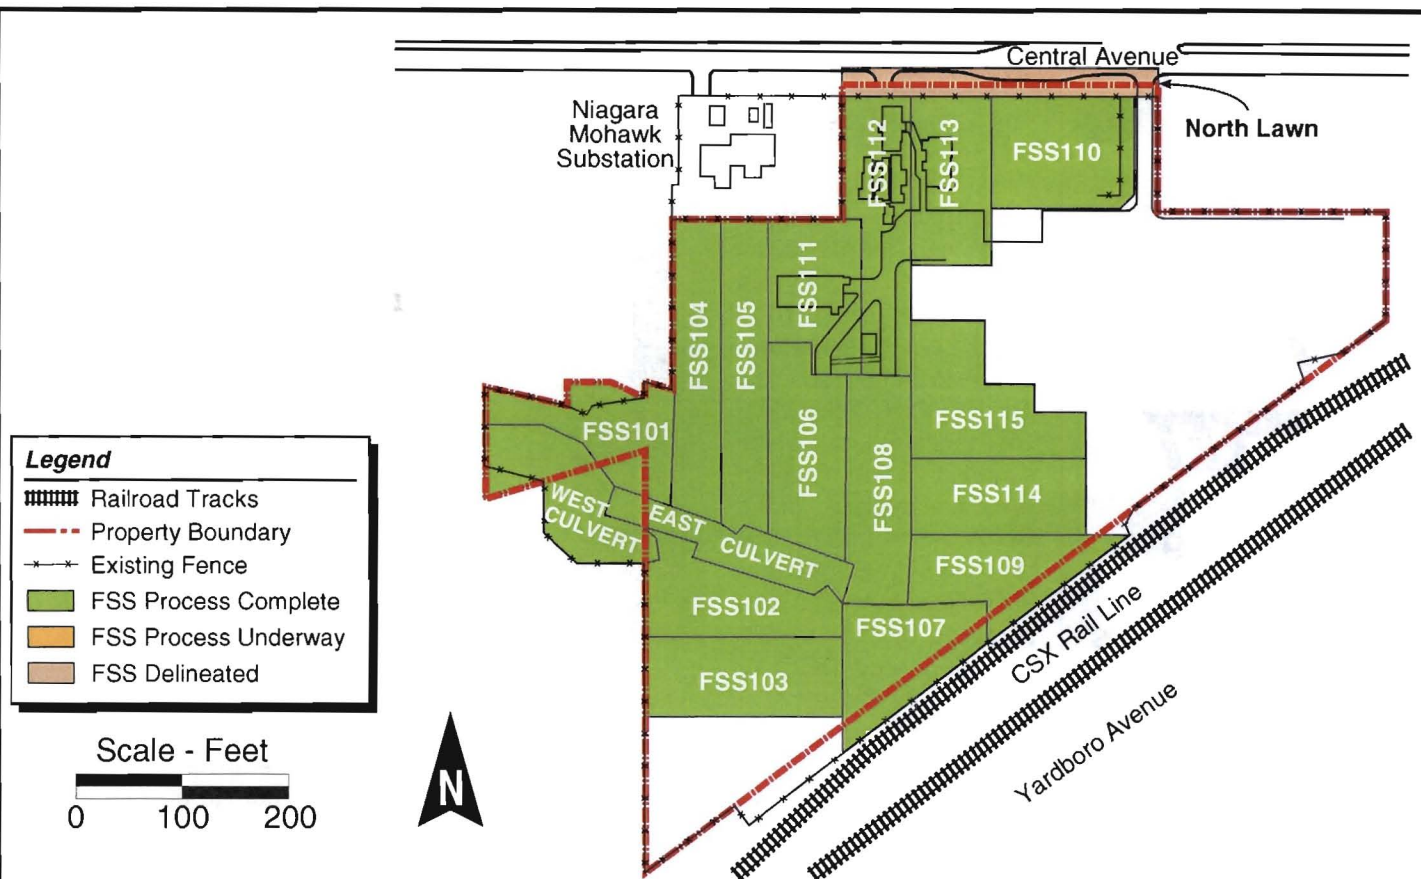 Central Avenue
Niagara
Mohawk
Substation
North Lawn
FSS112
FSS113
FSS110
FSS111
FSS104
FSS105
FSS106
FSS108
FSS115
FSS101
FSS114
WEST
CULVERT
EAST CULVERT
FSS109
FSS102
FSS107
FSS103
CSX Rail Line
Yardboro Avenue
Legend
Railroad Tracks
Property Boundary
Existing Fence
FSS Process Complete
FSS Process Underway
FSS Delineated
Scale - Feet
0 100 200
N